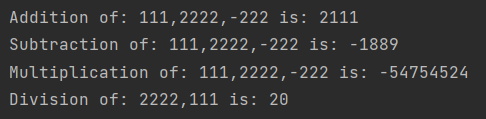 Addition of: 111,2222,-222 is: 2111
Subtraction of: 111,2222,-222 is: -1889
Multiplication of: 111,2222,-222 is: -54754524
Division of: 2222,111 is: 20